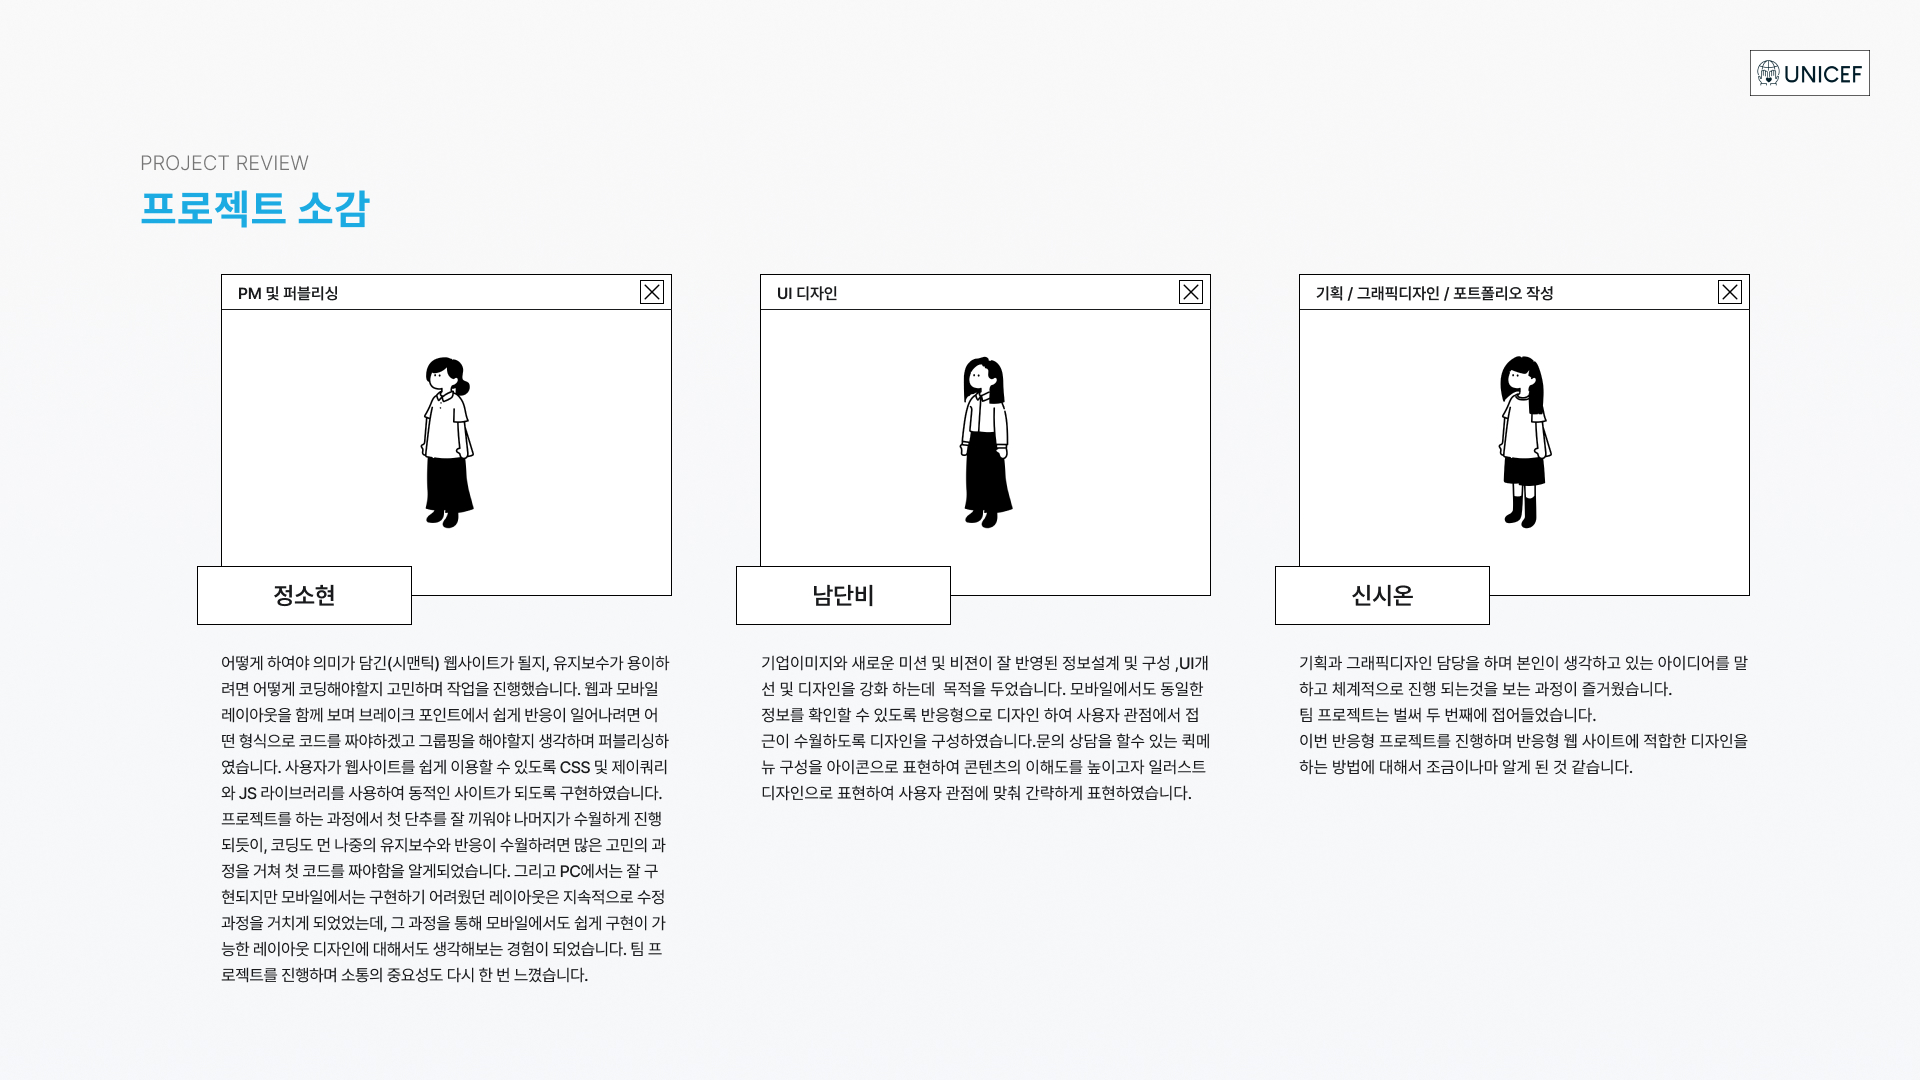 UNICEF
PROJECT REVIEW
프로젝트 소감
PM 및 퍼블리싱
정소현
어떻게 하여야 의미가 담긴(시맨틱) 웹사이트가 될지, 유지보수가 용이하
려면 어떻게 코딩해야할지 고민하며 작업을 진행했습니다. 웹과 모바일
레이아웃을 함께 보며 브레이크 포인트에서 쉽게 반응이 일어나려면 어
떤 형식으로 코드를 짜야하겠고 그룹핑을 해야할지 생각하며 퍼블리싱하
였습니다. 사용자가 웹사이트를 쉽게 이용할 수 있도록 CSS 및 제이쿼리
와 JS 라이브러리를 사용하여 동적인 사이트가 되도록 구현하였습니다.
프로젝트를 하는 과정에서 첫 단추를 잘 끼워야 나머지가 수월하게 진행
되듯이, 코딩도 먼 나중의 유지보수와 반응이 수월하려면 많은 고민의 과
정을 거쳐 첫 코드를 짜야함을 알게되었습니다. 그리고 PC에서는 잘 구
현되지만 모바일에서는 구현하기 어려웠던 레이아웃은 지속적으로 수정
과정을 거치게 되었었는데, 그 과정을 통해 모바일에서도 쉽게 구현이 가
능한 레이아웃 디자인에 대해서도 생각해보는 경험이 되었습니다. 팀 프
로젝트를 진행하며 소통의 중요성도 다시 한 번 느꼈습니다.
UI 디자인
남단비
기업이미지와 새로운 미션 및 비젼이 잘 반영된 정보설계 및 구성 ,UI개
선 및 디자인을 강화 하는데  목적을 두었습니다. 모바일에서도 동일한
정보를 확인할 수 있도록 반응형으로 디자인 하여 사용자 관점에서 접
근이 수월하도록 디자인을 구성하였습니다.문의 상담을 할수 있는 퀵메
뉴 구성을 아이콘으로 표현하여 콘텐츠의 이해도를 높이고자 일러스트
디자인으로 표현하여 사용자 관점에 맞춰 간략하게 표현하였습니다.
기획 / 그래픽디자인 / 포트폴리오 작성
신시온
기획과 그래픽디자인 담당을 하며 본인이 생각하고 있는 아이디어를 말
하고 체계적으로 진행 되는것을 보는 과정이 즐거웠습니다.
팀 프로젝트는 벌써 두 번째에 접어들었습니다.
이번 반응형 프로젝트를 진행하며 반응형 웹 사이트에 적합한 디자인을
하는 방법에 대해서 조금이나마 알게 된 것 같습니다.